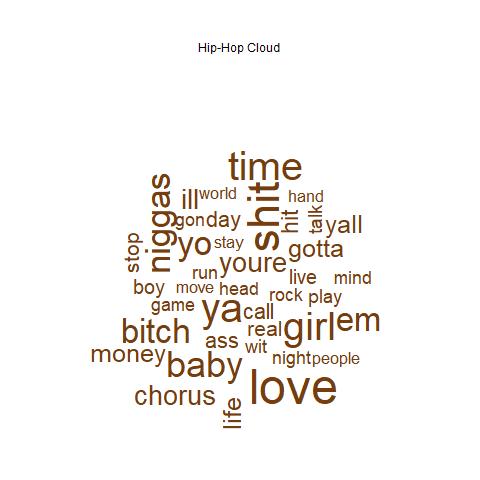 Hip-Hop Cloud
time
niggas
ill
world
shit
hand
gon
day
hit
talk
yall
stop
yo
stay
gotta
youre
run
live
mind
boy
move
head
rock
play
game
ya
call
real
girl
em
bitch
ass
wit
money
baby
night
people
love
chorus
life